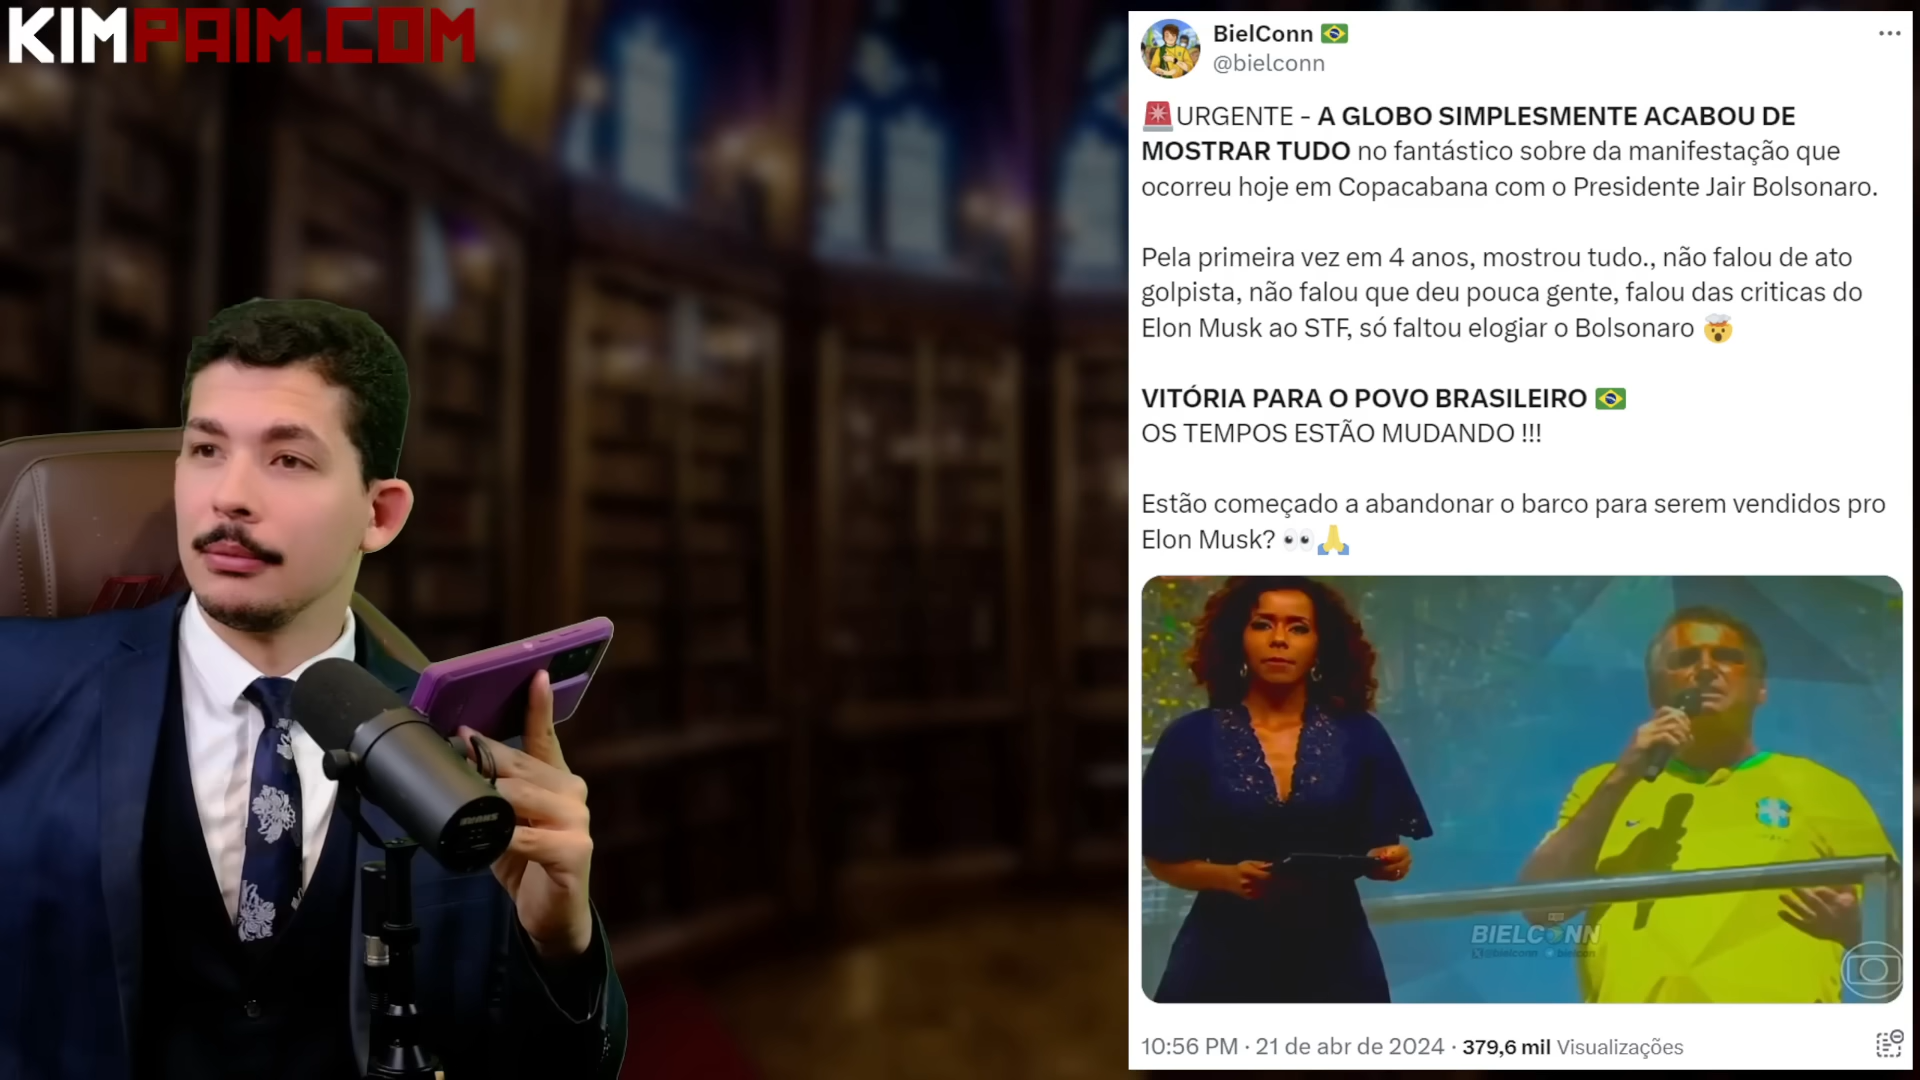 KIMPAIM.COM
BielConn
@bielconn
URGENTE - A GLOBO SIMPLESMENTE ACABOU DE
MOSTRAR TUDO no fantástico sobre da manifestação que
ocorreu hoje em Copacabana com o Presidente Jair Bolsonaro.
Pela primeira vez em 4 anos, mostrou tudo., não falou de ato
golpista, não falou que deu pouca gente, falou das criticas do
Elon Musk ao STF, só faltou elogiar o Bolsonaro
VITÓRIA PARA O POVO BRASILEIRO
OS TEMPOS ESTÃO MUDANDO !!!
Estão começado a abandonar o barco para serem vendidos pro
Elon Musk?
BIELCONN
10:56 PM · 21 de abr de 2024 · 379,6 mil Visualizações